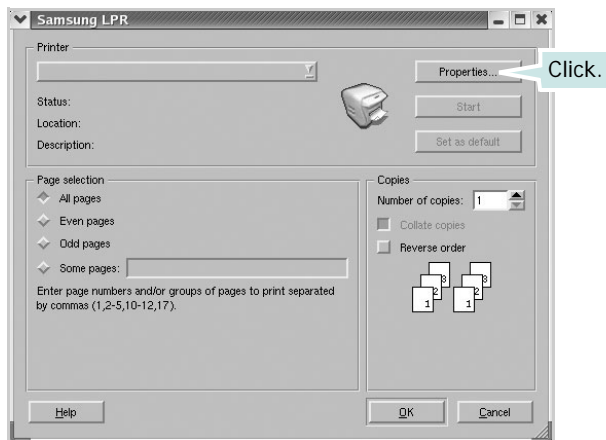 Samsung LPR
Printer
Properties...
Click.
Status:
Start
Location:
Description:
Set as default
Page selection
All pages
Even pages
Odd pages
Some pages:
Enter page numbers and/or groups of pages to print separated
by commas (1,2-5,10-12,17).
Copies
Number of copies: 1
Collate copies
Reverse order
3 3
2 2
1 1
Help
OK
Cancel